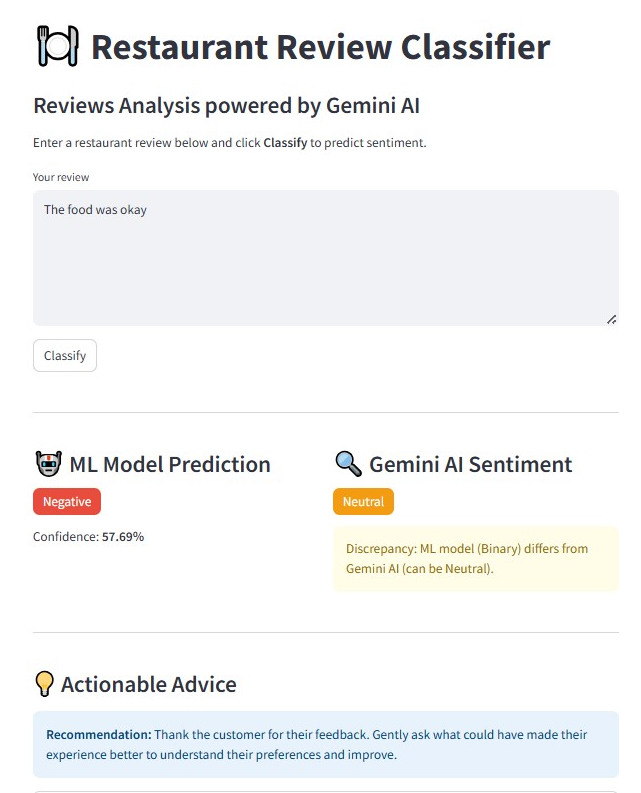 Restaurant Review Classifier
Reviews Analysis powered by Gemini AI
Enter a restaurant review below and click Classify to predict sentiment.
Your review
The food was okay
Classify
ML Model Prediction
Negative
Confidence: 57.69%
Gemini AI Sentiment
Neutral
Discrepancy: ML model (Binary) differs from
Gemini AI (can be Neutral).
Actionable Advice
Recommendation: Thank the customer for their feedback. Gently ask what could have made their
experience better to understand their preferences and improve.